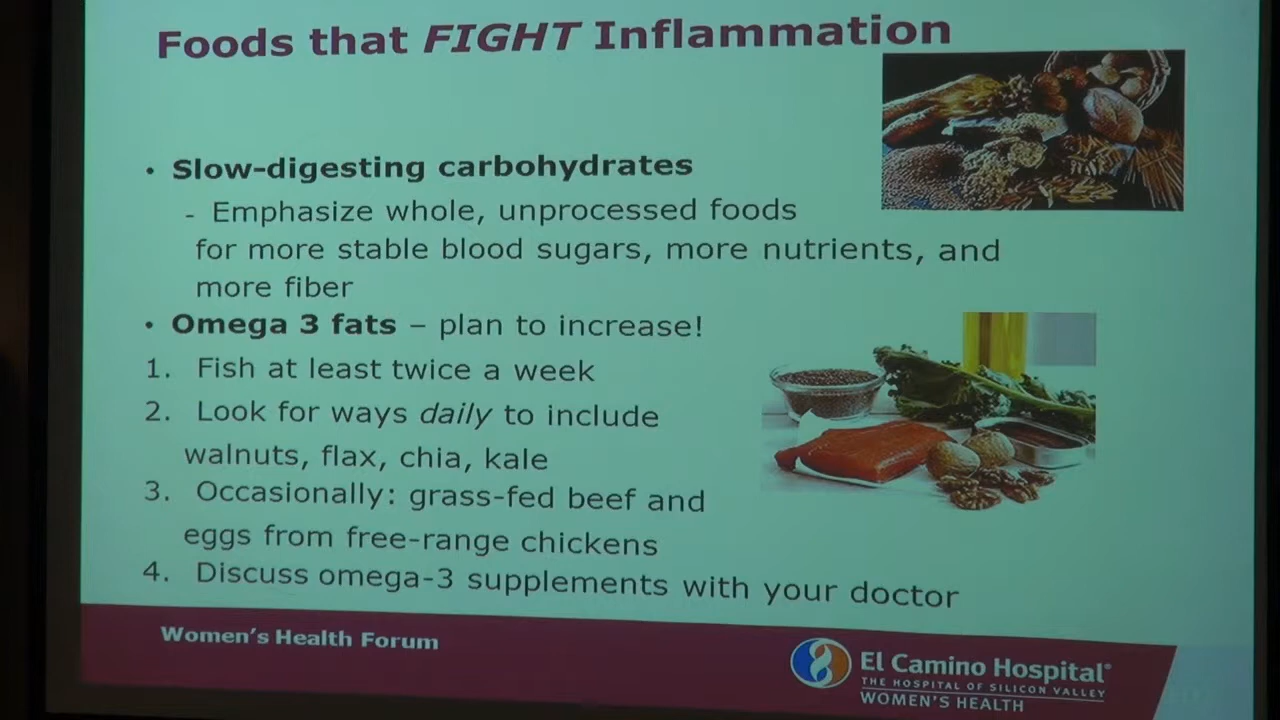 Foods that FIGHT Inflammation
• Slow-digesting carbohydrates
- Emphasize whole, unprocessed foods
for more stable blood sugars, more nutrients, and
more fiber
• Omega 3 fats – plan to increase!
1. Fish at least twice a week
2. Look for ways daily to include
walnuts, flax, chia, kale
3. Occasionally: grass-fed beef and
eggs from free-range chickens
4. Discuss omega-3 supplements with your doctor
Women's Health Forum
El Camino Hospital®
THE HOSPITAL OF SILICON VALLEY
WOMEN'S HEALTH